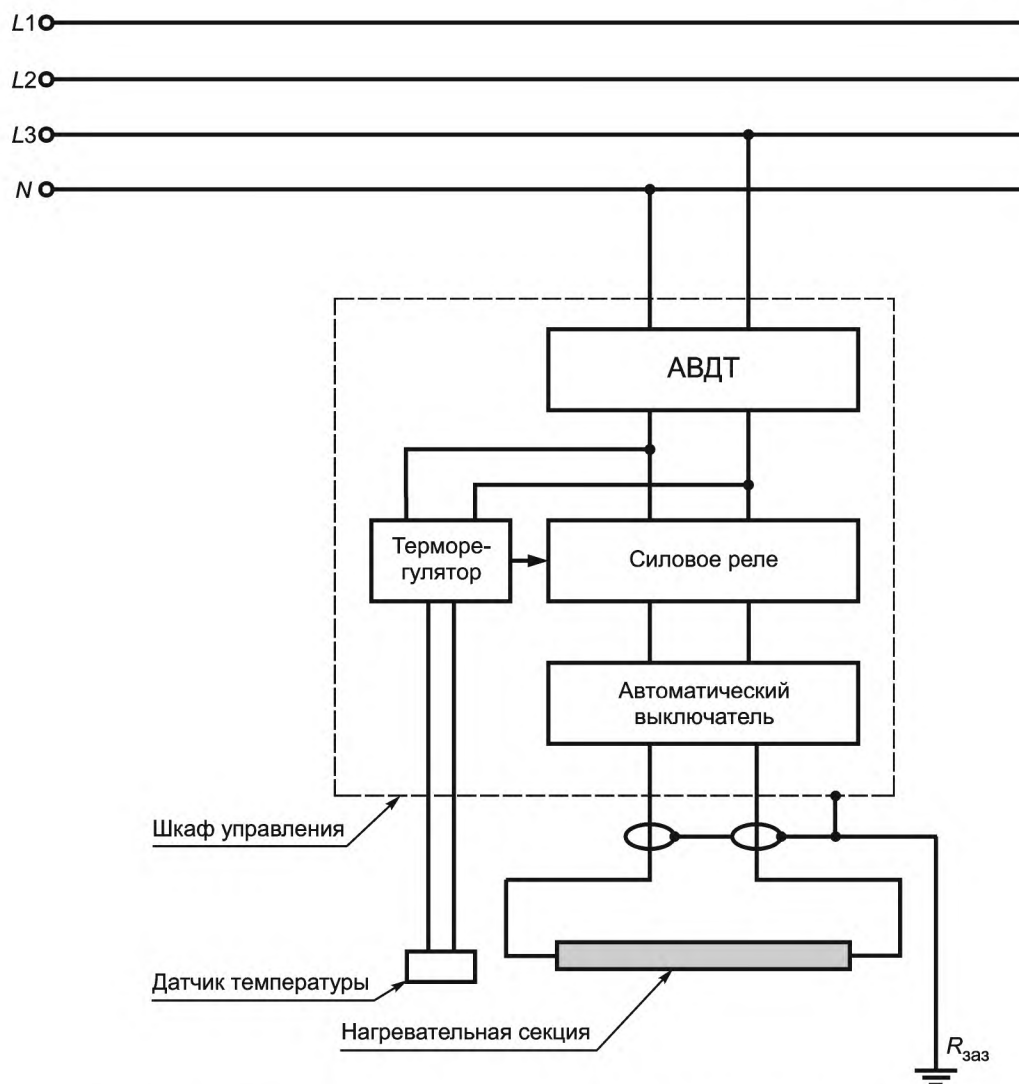 L1
L2
L3
N
АВДТ
Терморе-
гулятор
Силовое реле
Автоматический
выключатель
Шкаф управления
Датчик температуры
Нагревательная секция
Rзаз